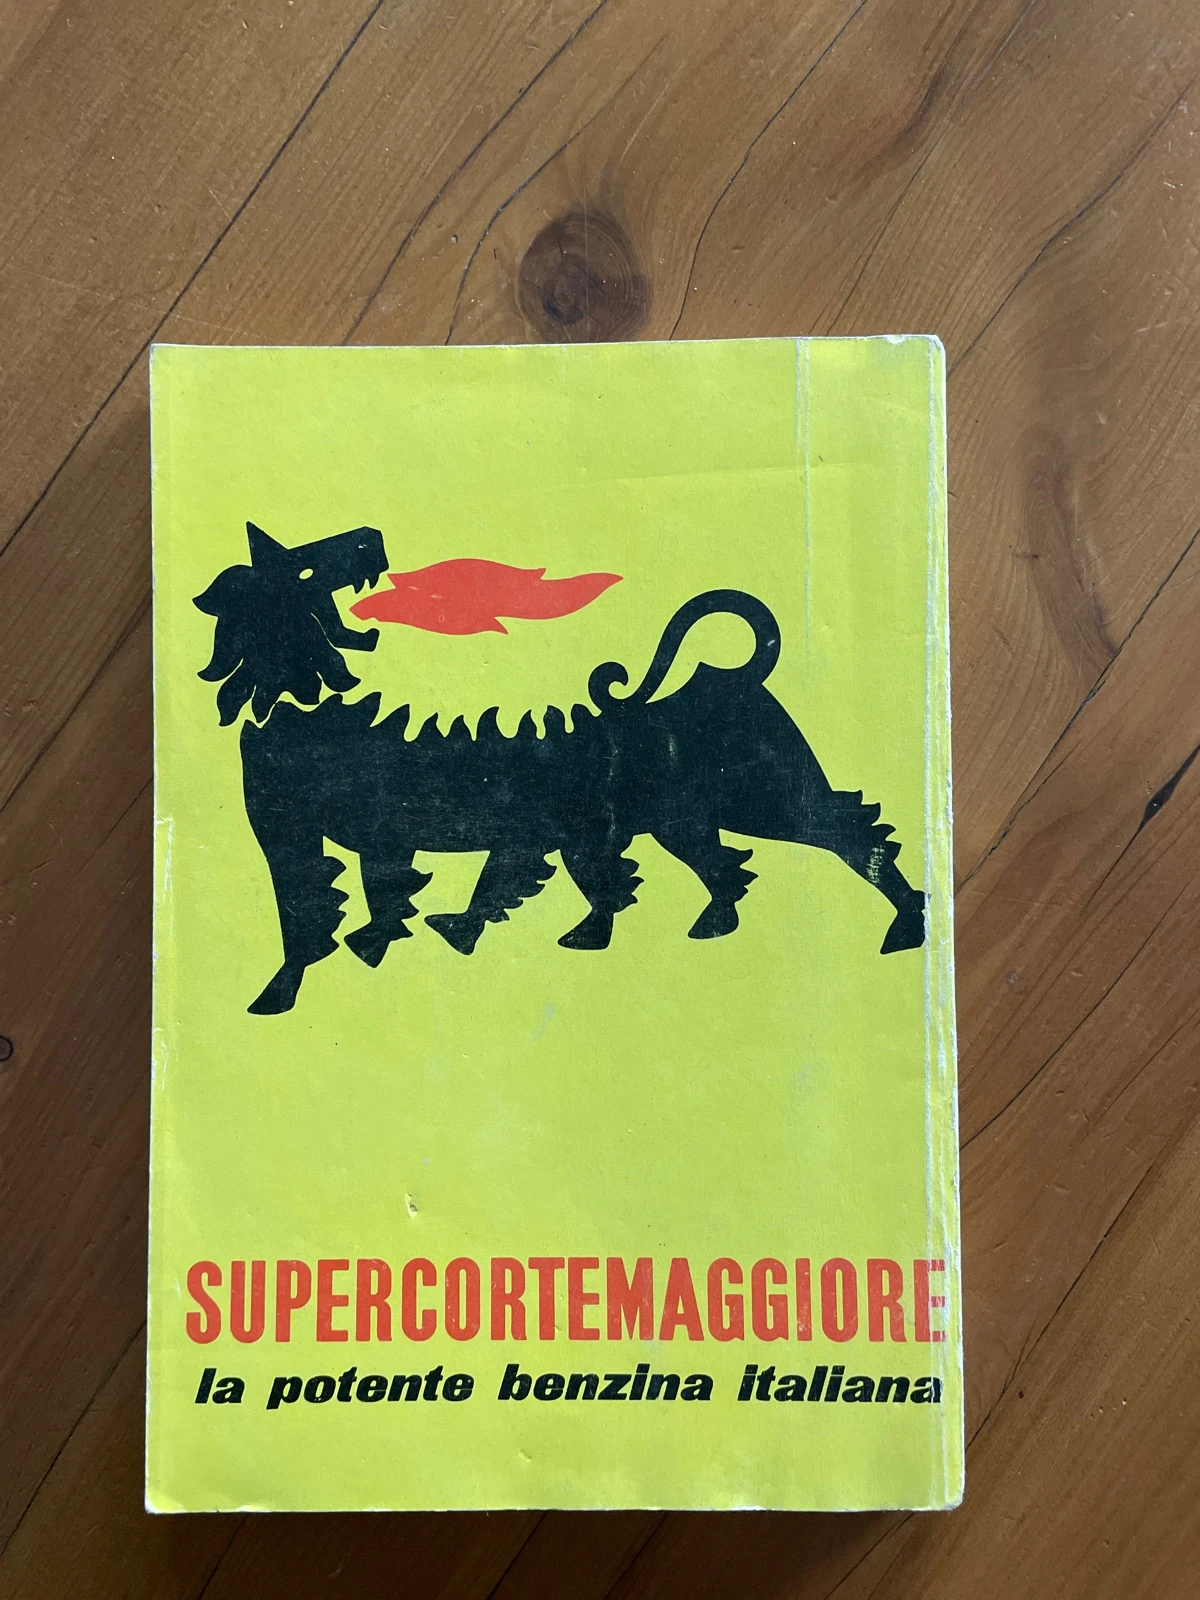 SUPERCORTEMAGGIORE
la potente benzina italiana